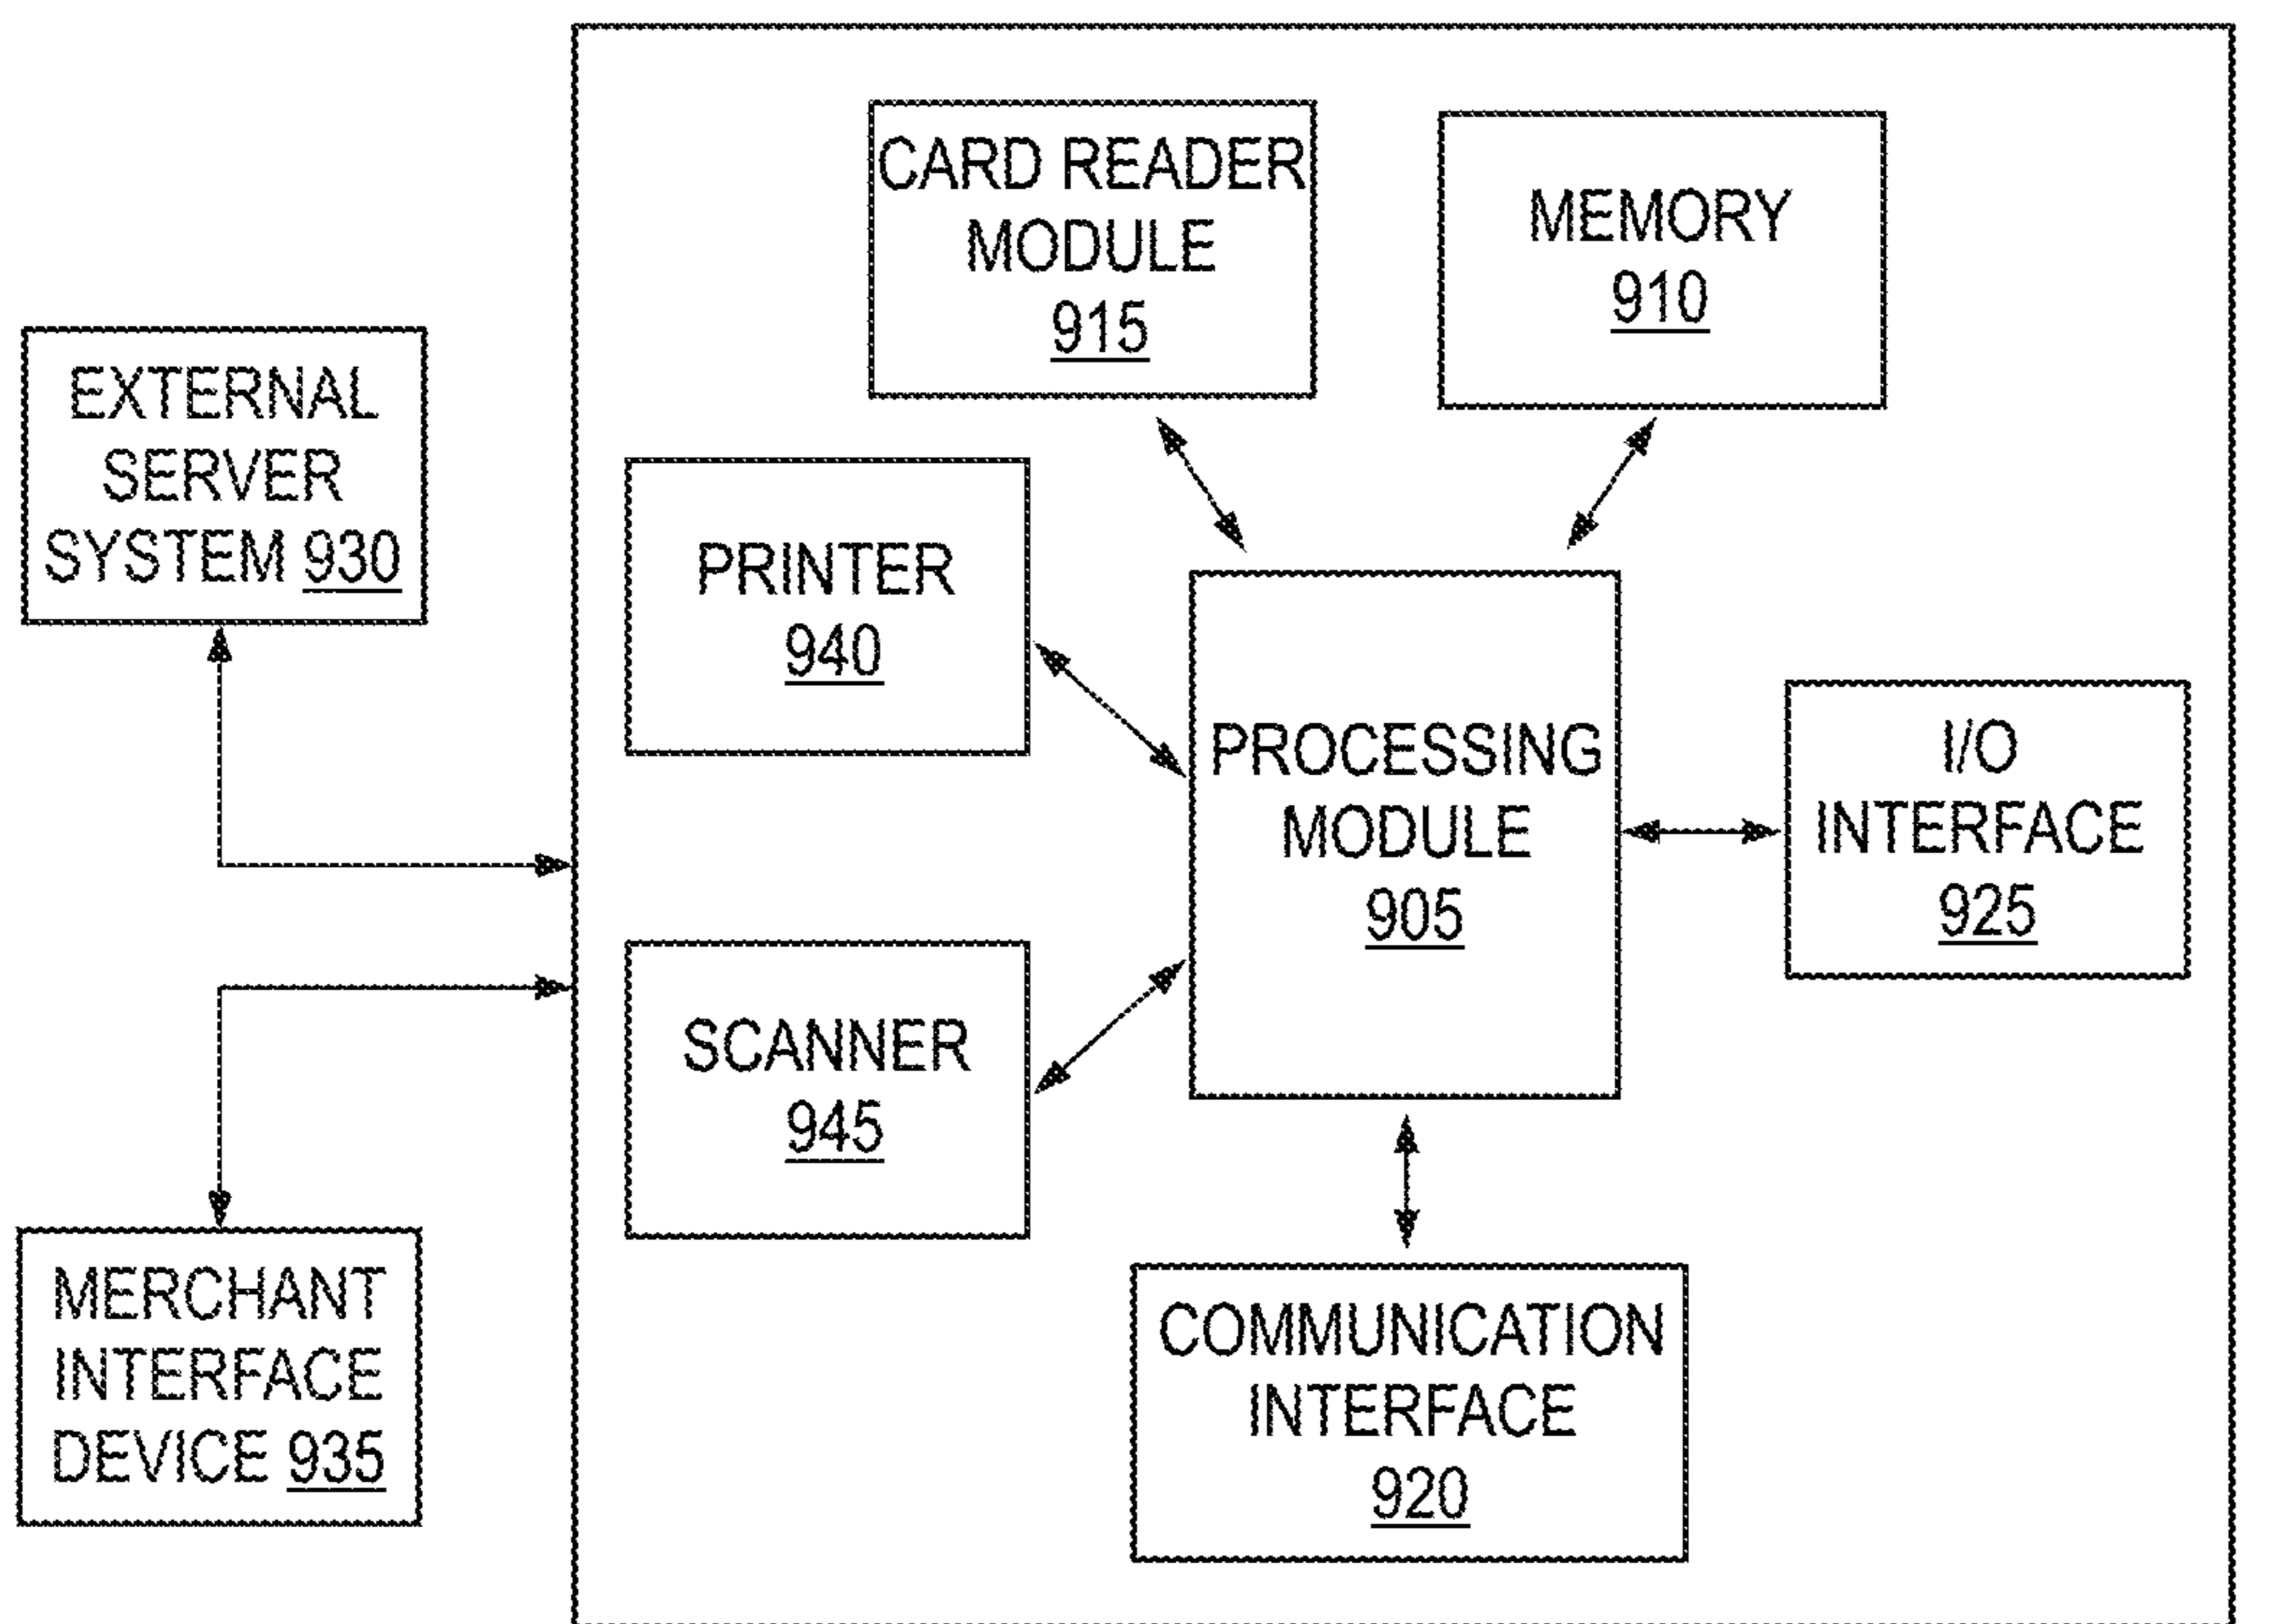 CARD READER
MODULE
915
MEMORY
910
EXTERNAL
SERVER
SYSTEM 930
PRINTER
940
PROCESSING
MODULE
905
I/O
INTERFACE
925
SCANNER
945
MERCHANT
INTERFACE
DEVICE 935
COMMUNICATION
INTERFACE
920